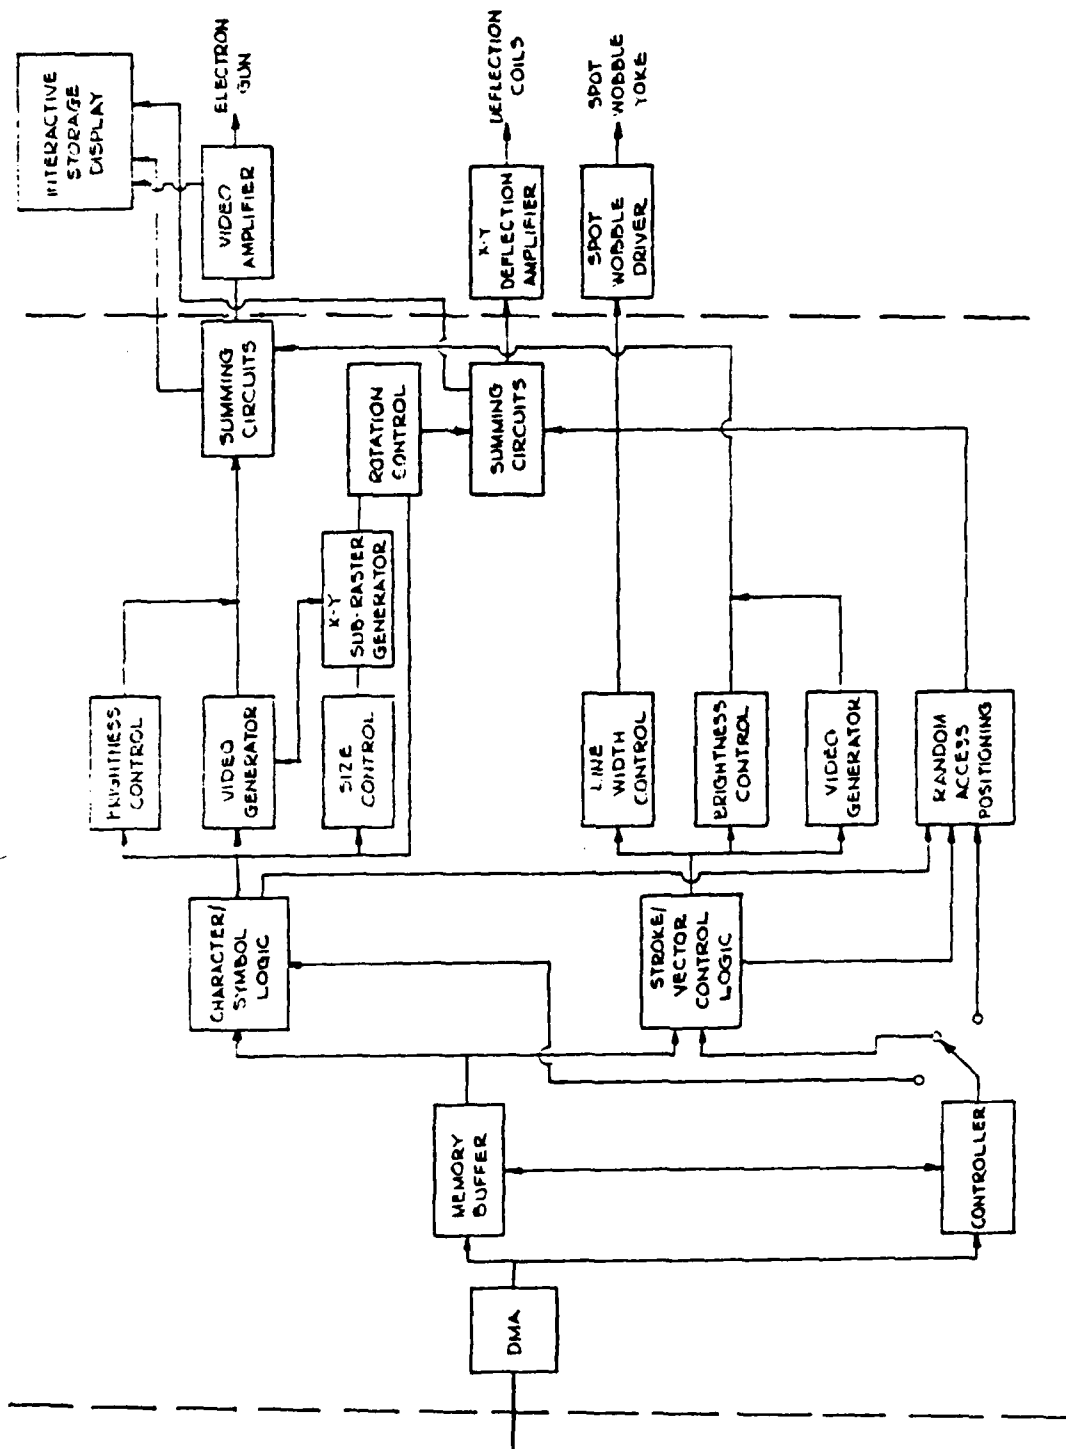 INTERACTIVE
STORAGE
DISPLAY
ELECTRON
GUN
VIDEO
AMPLIFIER
SUMMING
CIRCUITS
BRIGHTNESS
CONTROL
VIDEO
GENERATOR
SIZE
CONTROL
X-Y
SUB-RASTER
GENERATOR
ROTATION
CONTROL
CHARACTER/
SYMBOL
LOGIC
DEFLECTION
COILS
X-Y
DEFLECTION
AMPLIFIER
SUMMING
CIRCUITS
SPOT
WOBBLE
YOKE
SPOT
WOBBLE
DRIVER
LINE
WIDTH
CONTROL
BRIGHTNESS
CONTROL
VIDEO
GENERATOR
RANDOM
ACCESS
POSITIONING
STROKE/
VECTOR
CONTROL
LOGIC
MEMORY
BUFFER
CONTROLLER
DMA